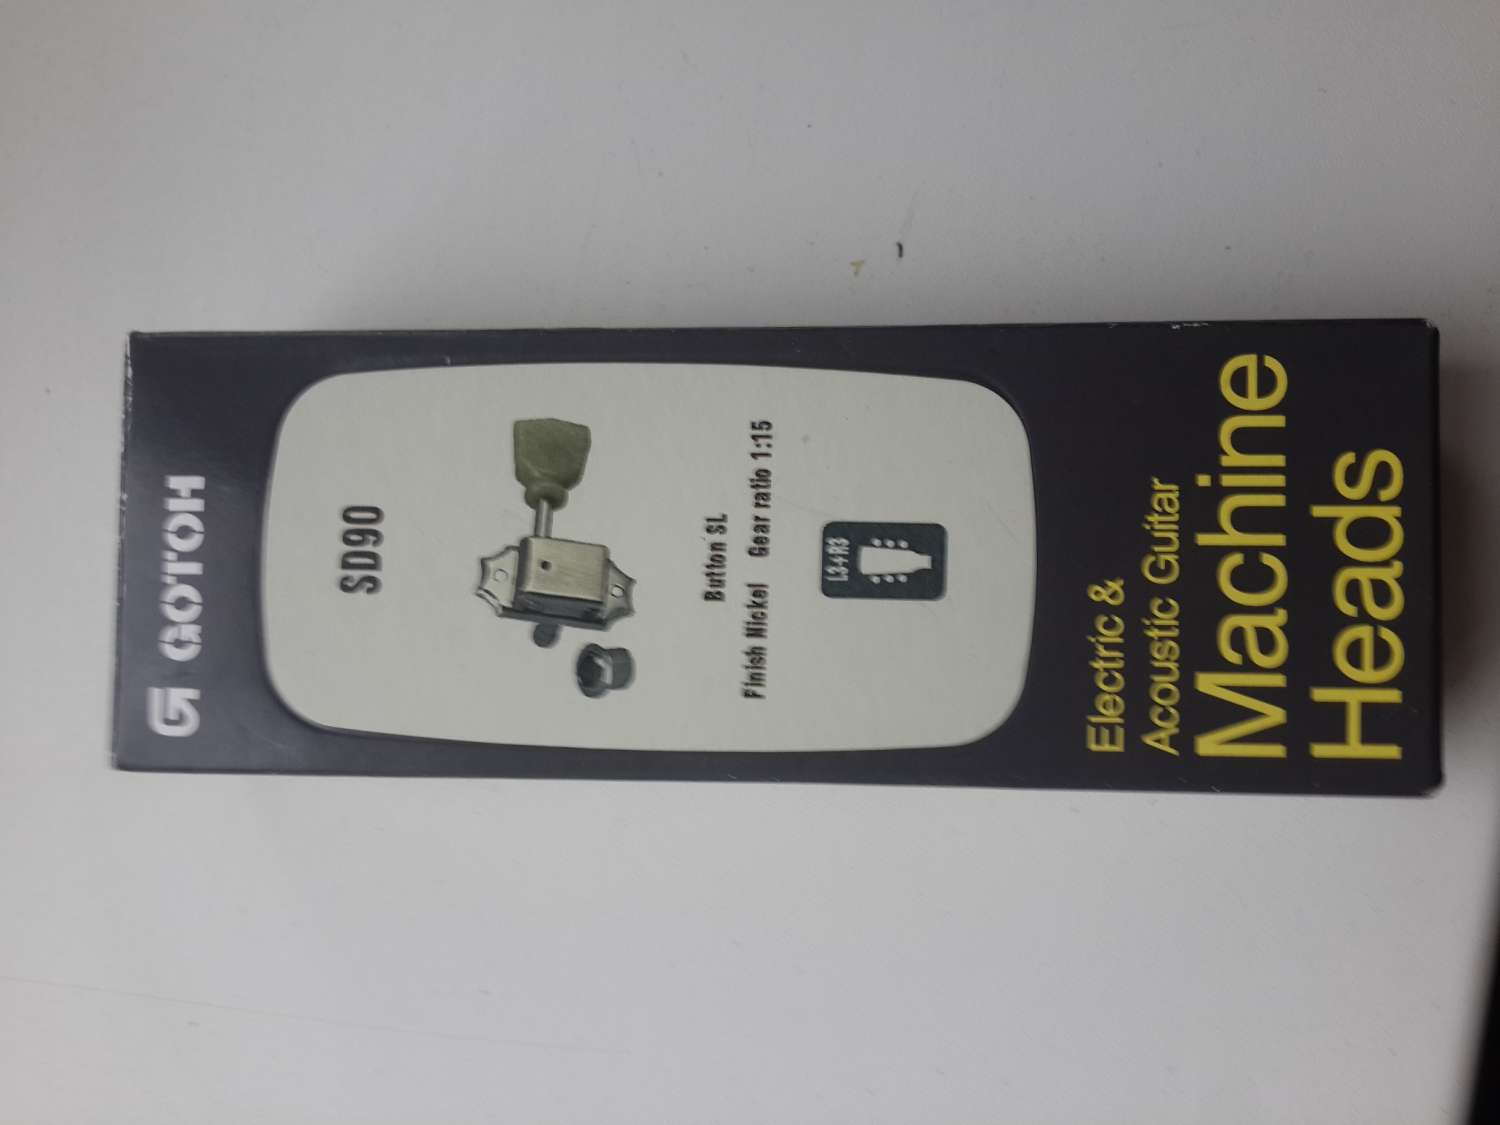 GOTOH
SD90
Button SL
Finish Nickel Gear ratio 1:15
L3+R3
Electric &
Acoustic Guitar
Machine
Heads